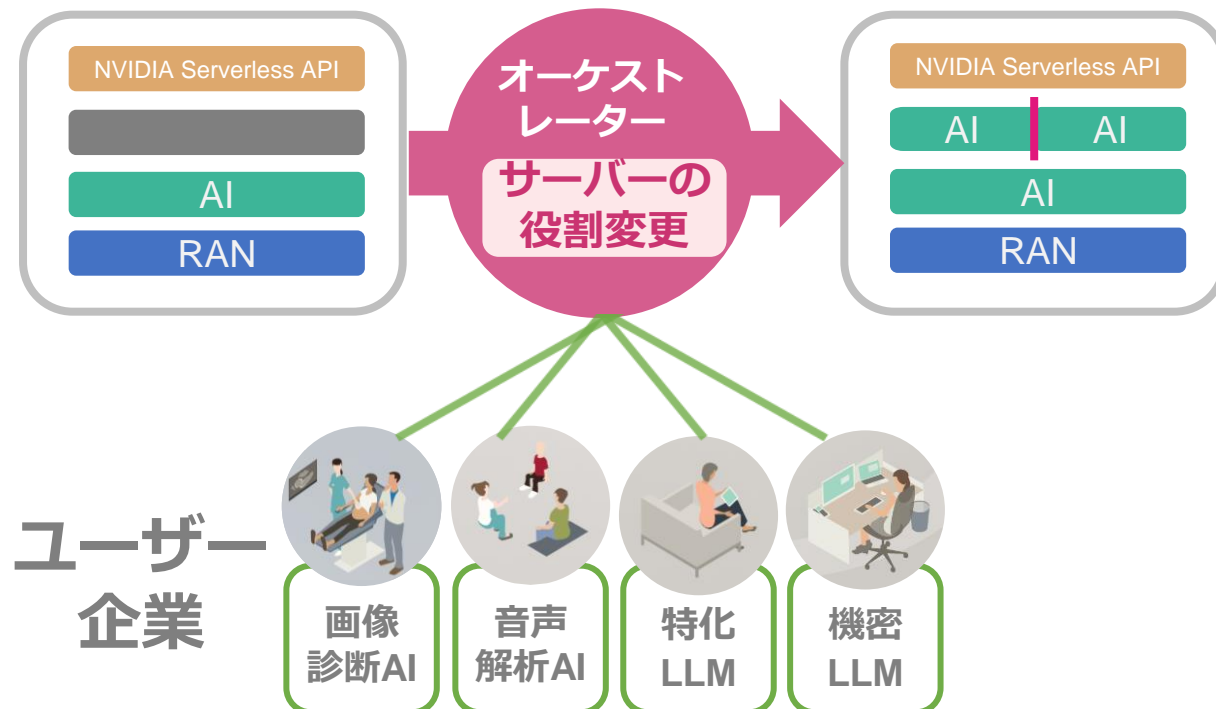 NVIDIA Serverless API
AI
RAN
オーケスト
レーター
サーバーの
役割変更
NVIDIA Serverless API
AI AI
AI
RAN
ユーザー
企業
画像
診断AI
音声
解析AI
特化
LLM
機密
LLM